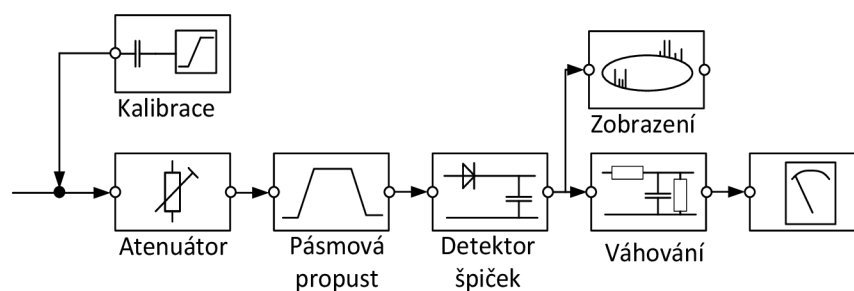 Kalibrace
Zobrazení
Atenuátor
Pásmová
propust
Detektor
špiček
Váhování